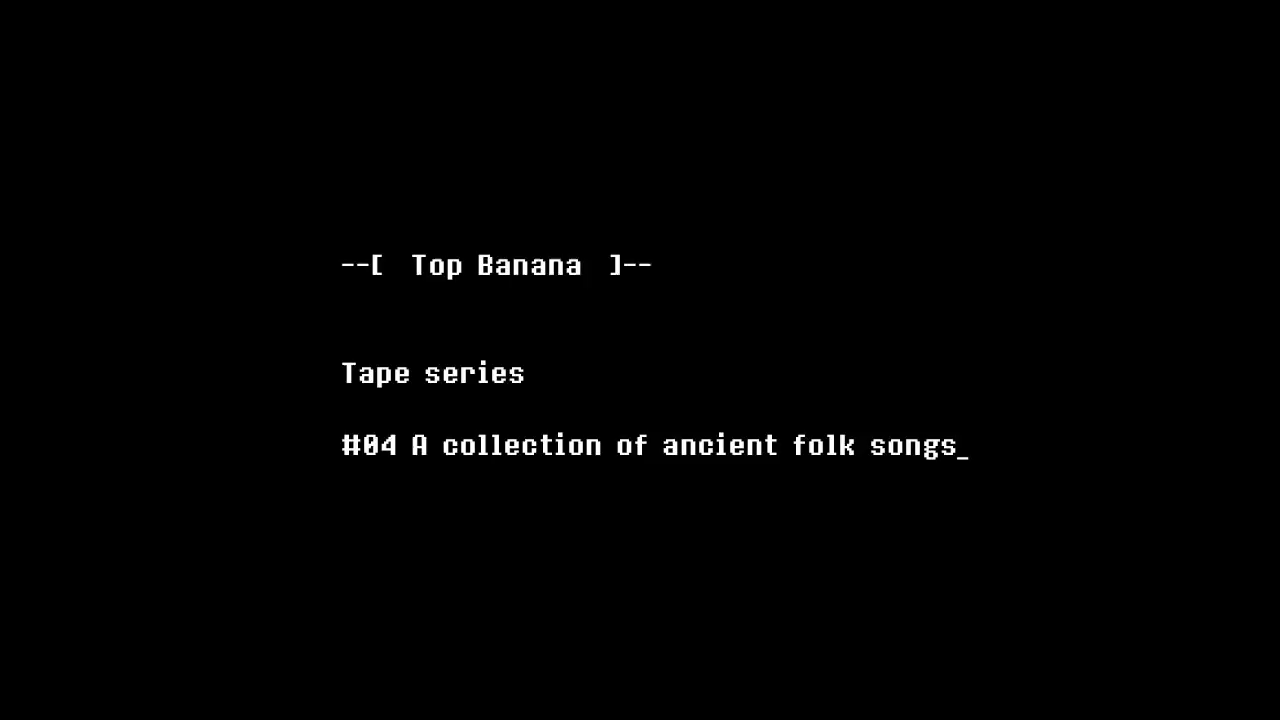 --[ Top Banana ]--
Tape series
#04 A collection of ancient folk songs_